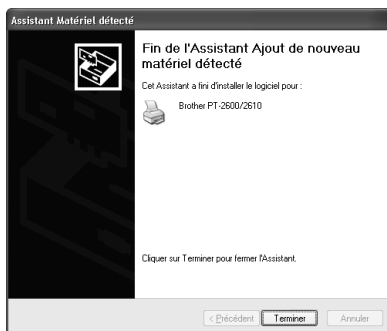 Assistant Matériel détecté
Fin de l'Assistant Ajout de nouveau
matériel détecté
Cet Assistant a fini d'installer le logiciel pour :
Brother PT-2600/2610
Cliquer sur Terminer pour fermer l'Assistant.
< Précédent
Terminer
Annuler